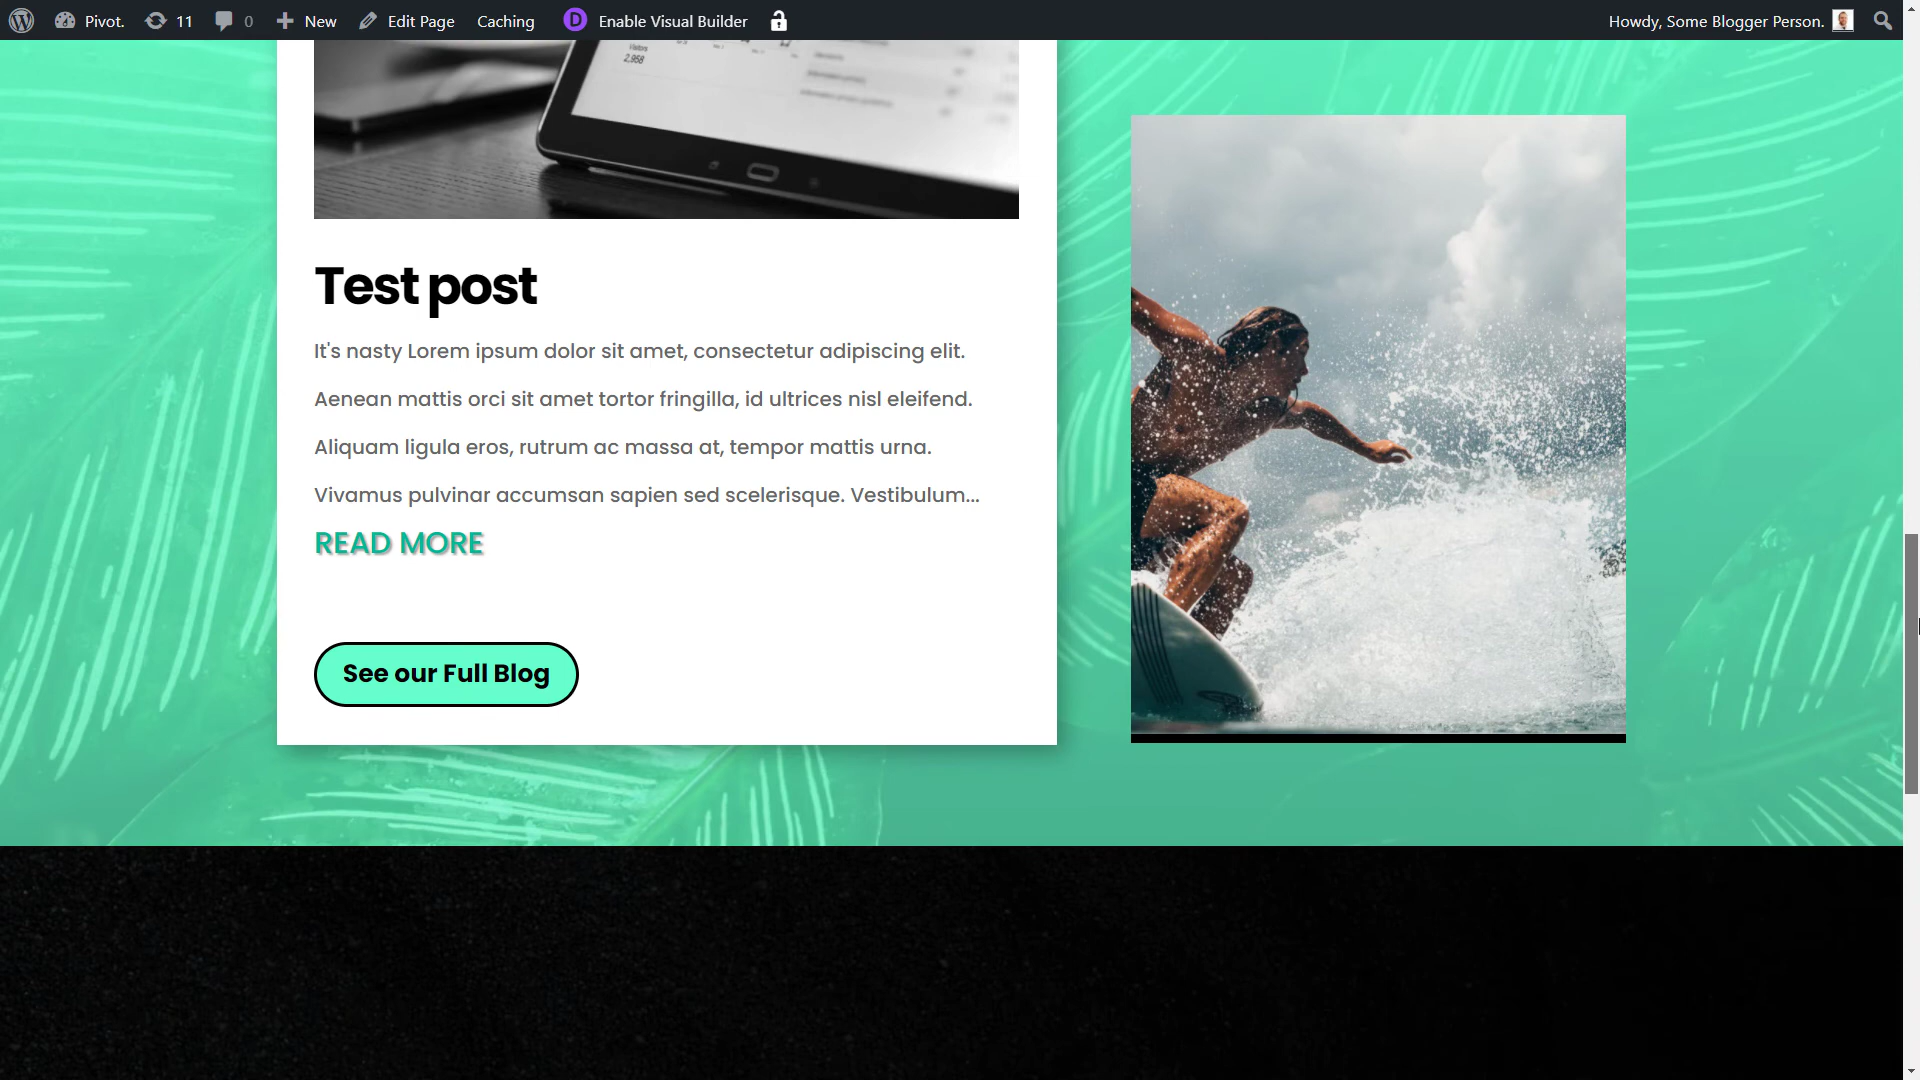 Pivot. 11 0 New Edit Page Caching D Enable Visual Builder Howdy, Some Blogger Person.
Visitors
2,958
Test post
It's nasty Lorem ipsum dolor sit amet, consectetur adipiscing elit.
Aenean mattis orci sit amet tortor fringilla, id ultrices nisl eleifend.
Aliquam ligula eros, rutrum ac massa at, tempor mattis urna.
Vivamus pulvinar accumsan sapien sed scelerisque. Vestibulum...
READ MORE
See our Full Blog